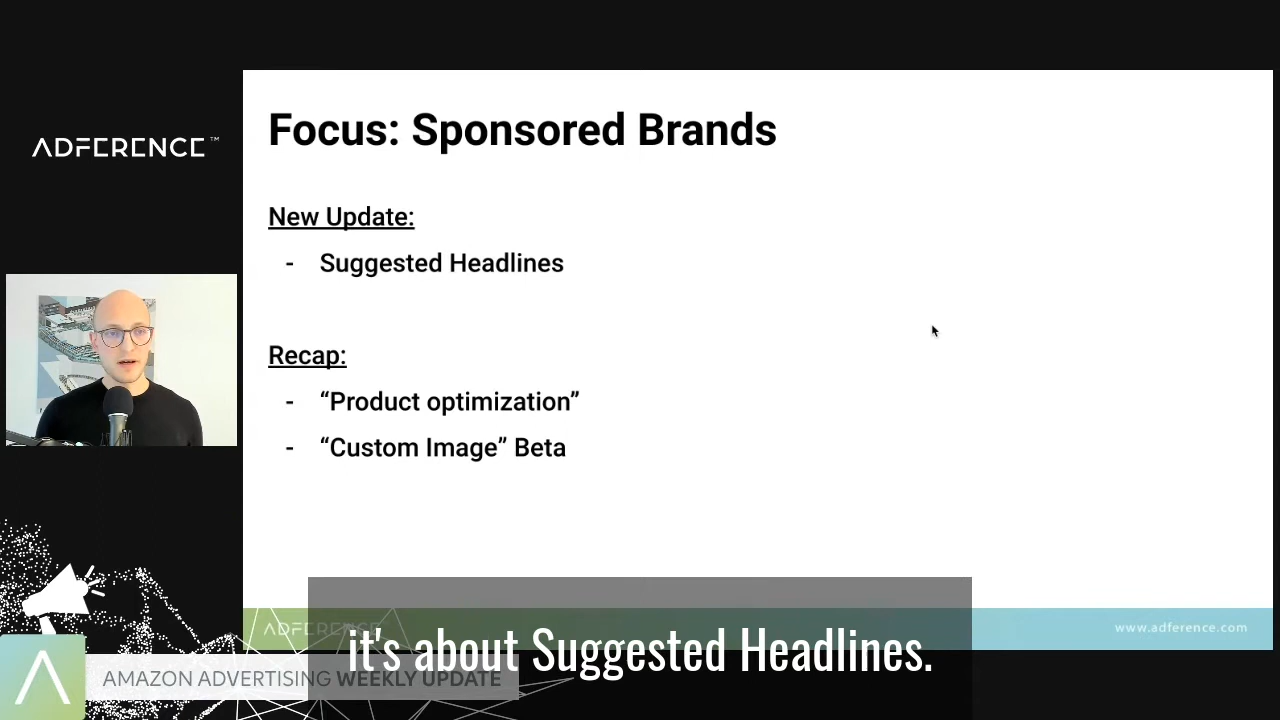 ADFERENCE™
Focus: Sponsored Brands
New Update:
- Suggested Headlines
Recap:
- “Product optimization”
- “Custom Image” Beta
ADFERENCE
www.adference.com
it's about Suggested Headlines.
AMAZON ADVERTISING WEEKLY UPDATE